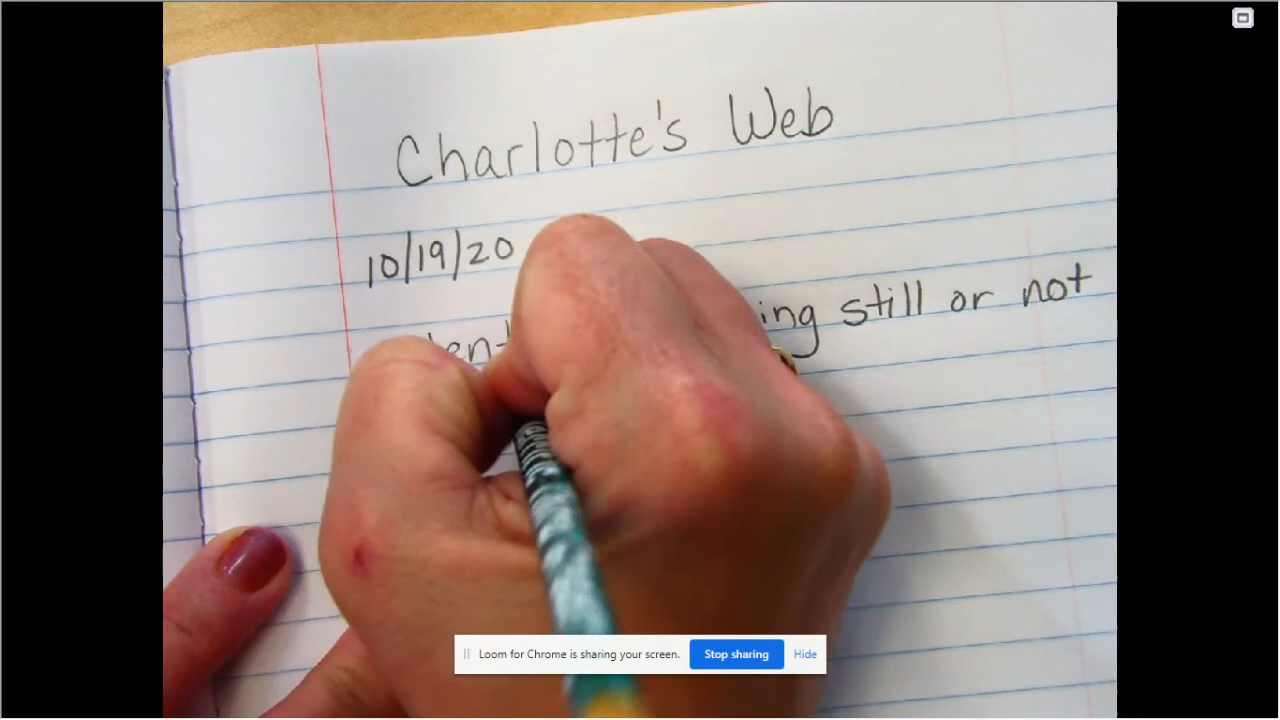 Charlotte's Web
10/19/20
still or not
Loom for Chrome is sharing your screen. Stop sharing Hide